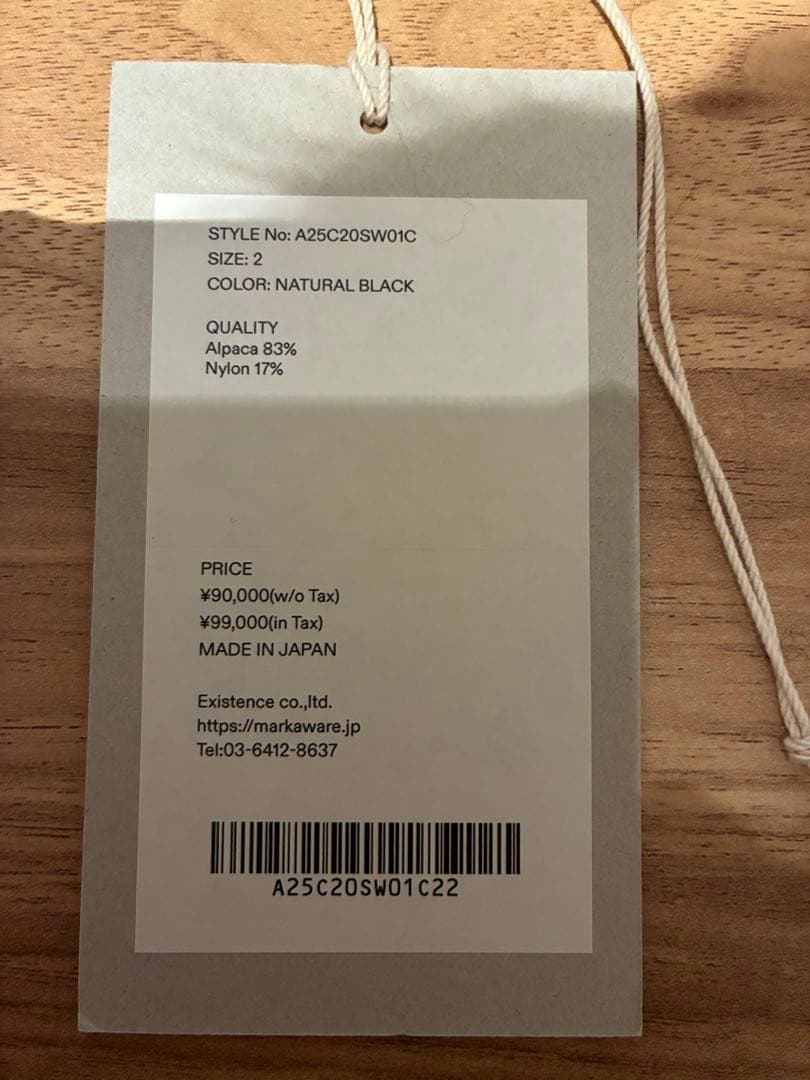 STYLE No: A25C20SW01C
SIZE: 2
COLOR: NATURAL BLACK
QUALITY
Alpaca 83%
Nylon 17%
PRICE
¥90,000(w/o Tax)
¥99,000(in Tax)
MADE IN JAPAN
Existence co.,ltd.
https://markaware.jp
Tel:03-6412-8637
A25C20SW01C22